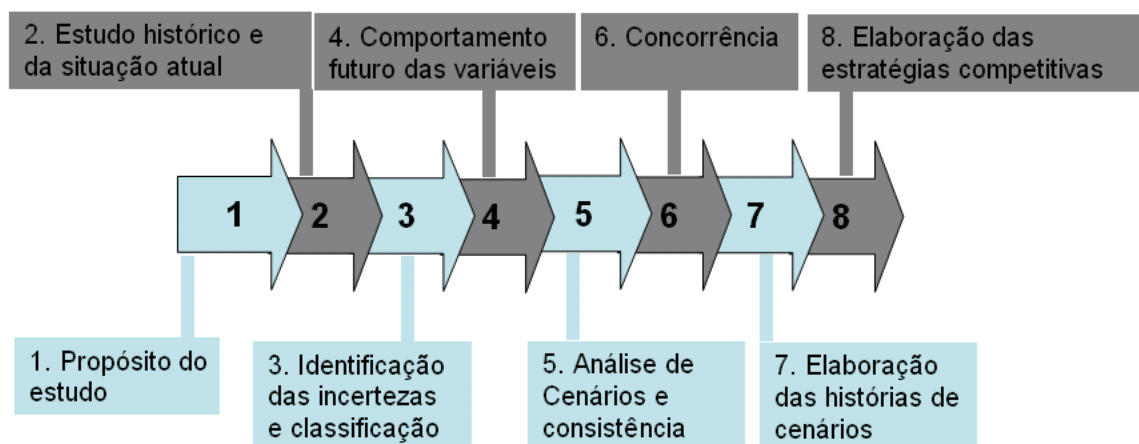 2. Estudo histórico e
da situação atual
4. Comportamento
futuro das variáveis
6. Concorrência
8. Elaboração das
estratégias competitivas
1
2
3
4
5
6
7
8
1. Propósito do
estudo
3. Identificação
das incertezas
e classificação
5. Análise de
Cenários e
consistência
7. Elaboração
das histórias de
cenários